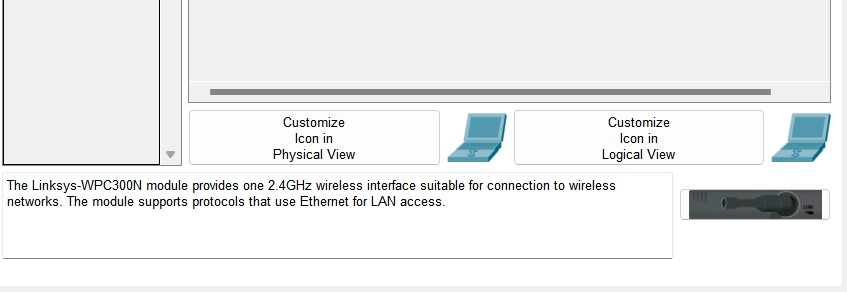 Customize
Icon in
Physical View
Customize
Icon in
Logical View
The Linksys-WPC300N module provides one 2.4GHz wireless interface suitable for connection to wireless
networks. The module supports protocols that use Ethernet for LAN access.
LINK